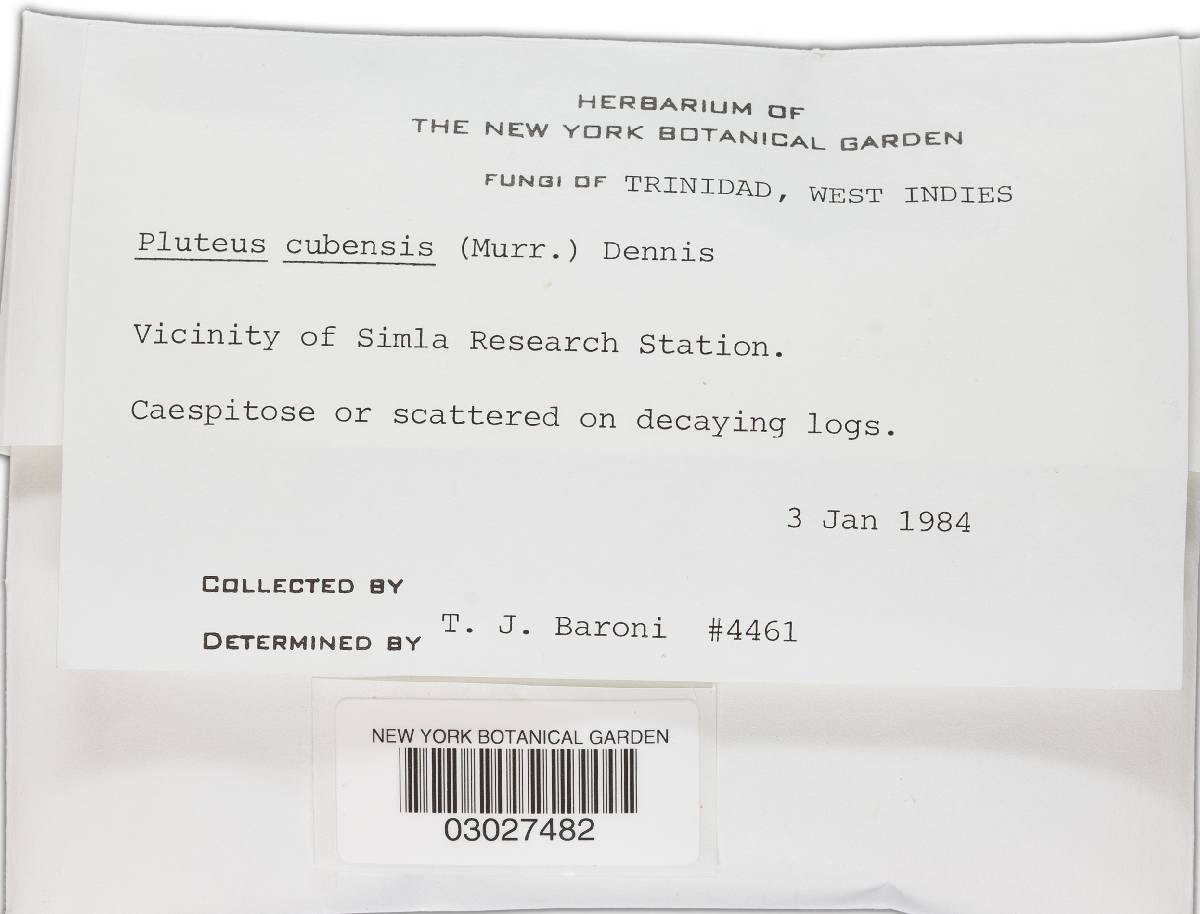 HERBARIUM OF
THE NEW YORK BOTANICAL GARDEN
FUNGI OF TRINIDAD, WEST INDIES
Pluteus cubensis (Murr.) Dennis
Vicinity of Simla Research Station.
Caespitose or scattered on decaying logs.
3 Jan 1984
COLLECTED BY
DETERMINED BY T. J. Baroni #4461
NEW YORK BOTANICAL GARDEN
03027482